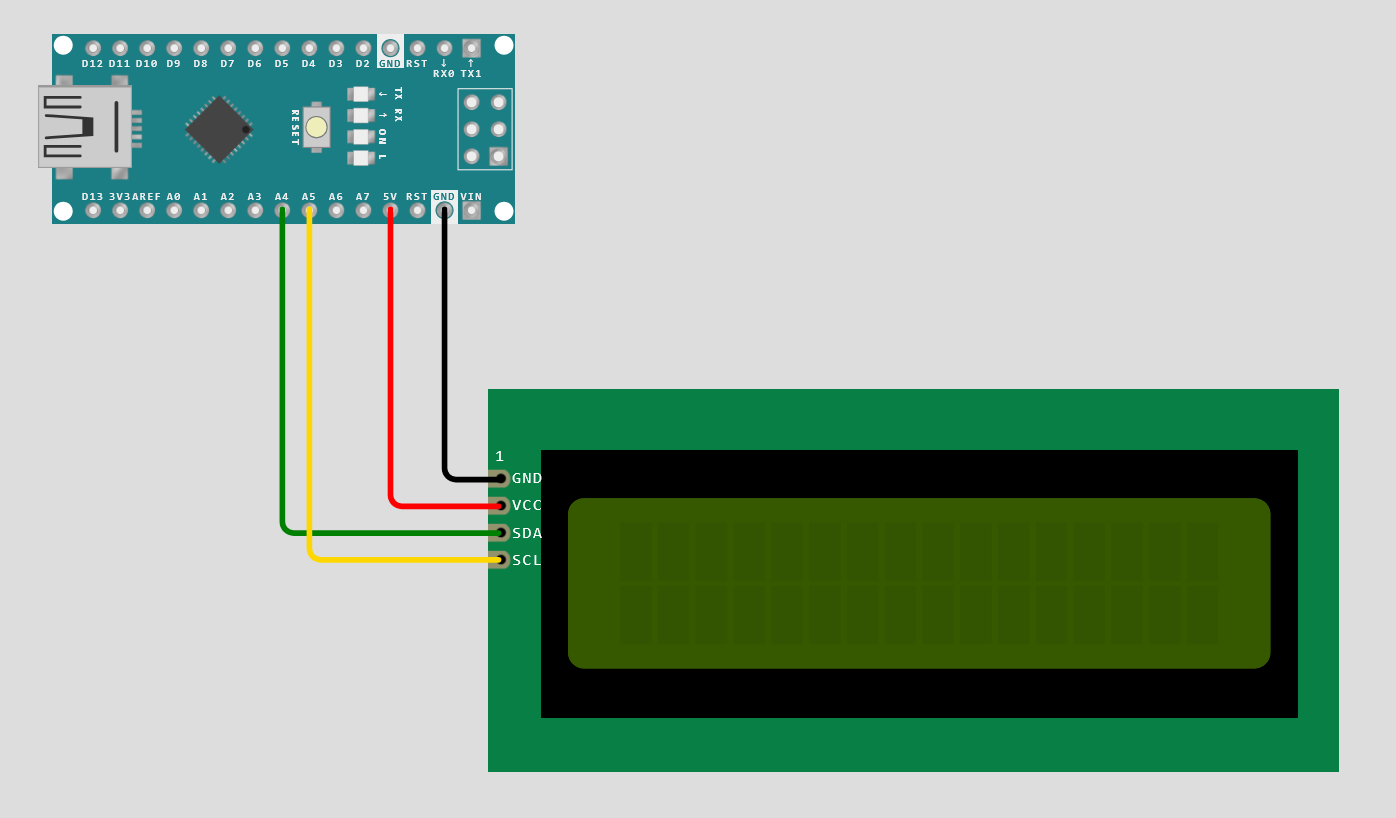 D12 D11 D10 D9 D8 D7 D6 D5 D4 D3 D2 GND RST ↓ ↑
RX0 TX1
← TX
→ RX
RESET
ON
L
D13 3V3 AREF A0 A1 A2 A3 A4 A5 A6 A7 5V RST GND VIN
1
GND
VCC
SDA
SCL